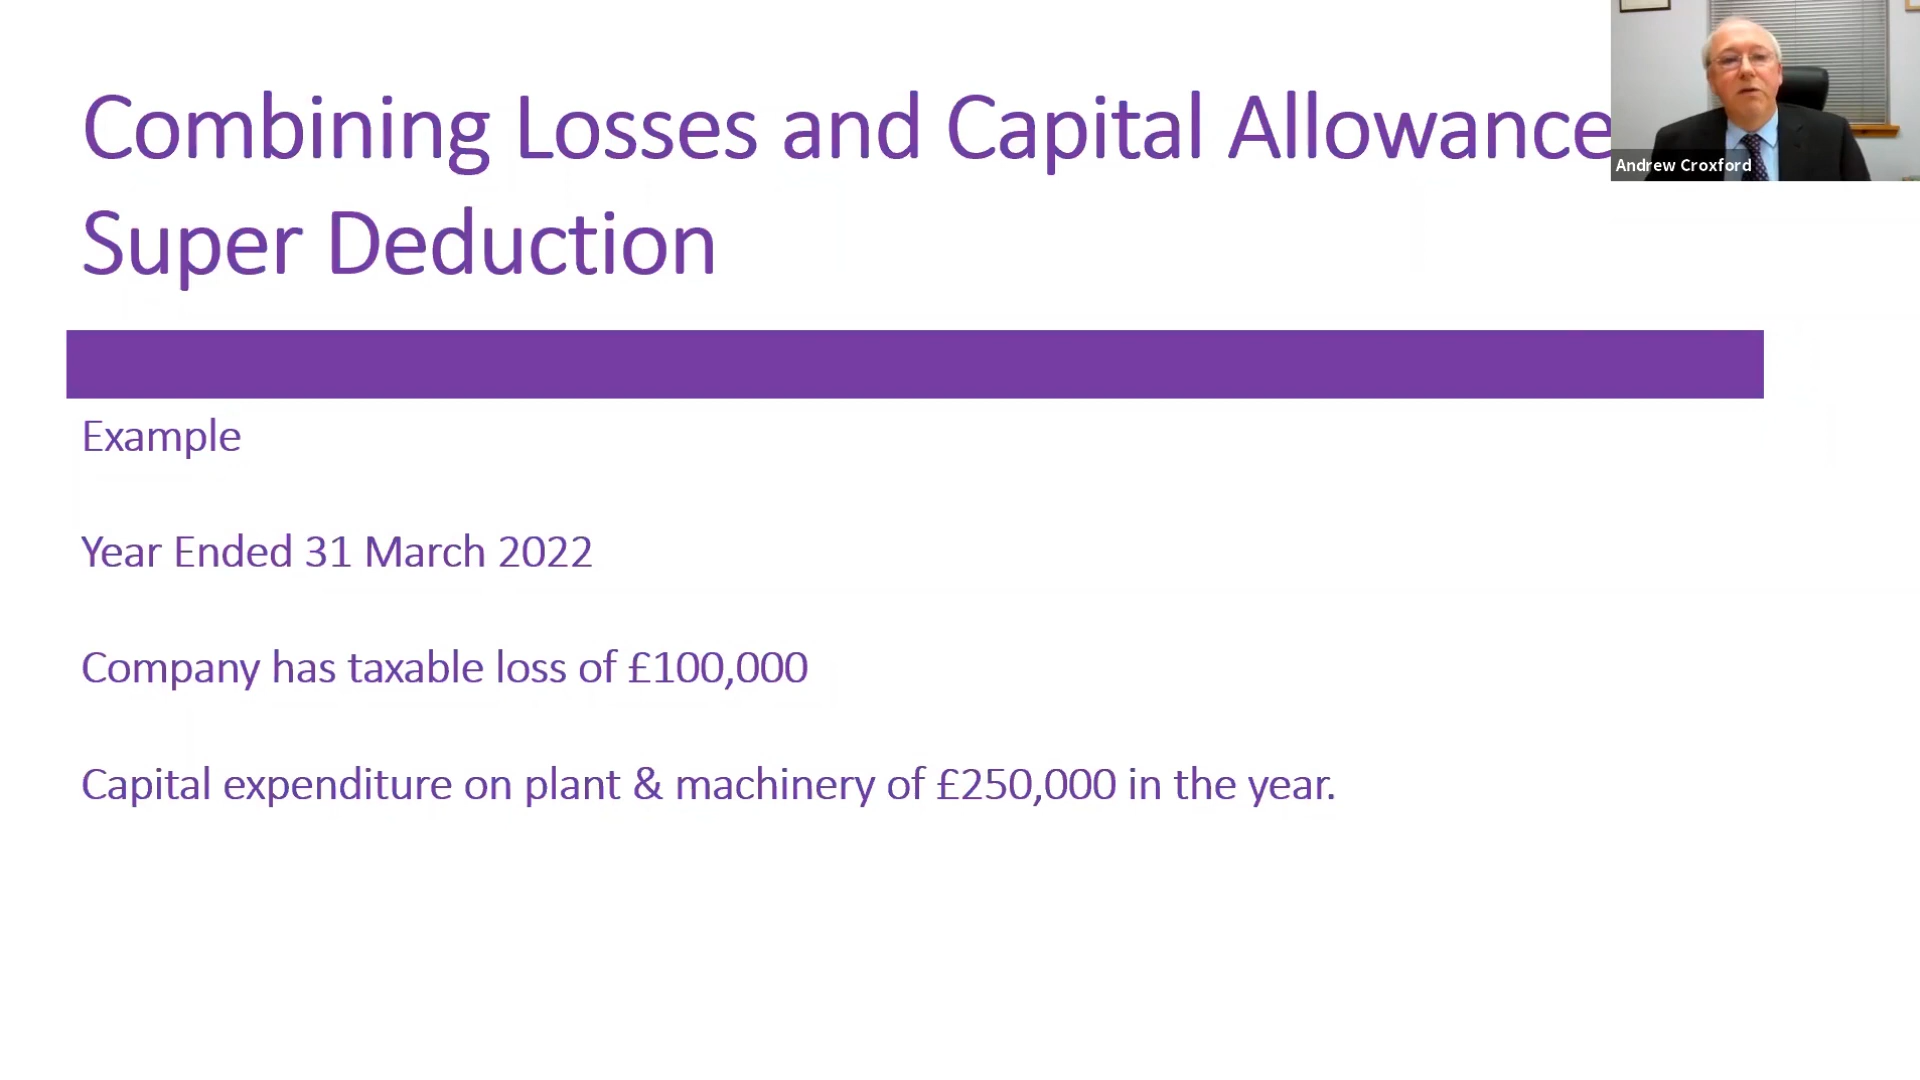 Combining Losses and Capital Allowance
Super Deduction
Andrew Croxford
Example
Year Ended 31 March 2022
Company has taxable loss of £100,000
Capital expenditure on plant & machinery of £250,000 in the year.